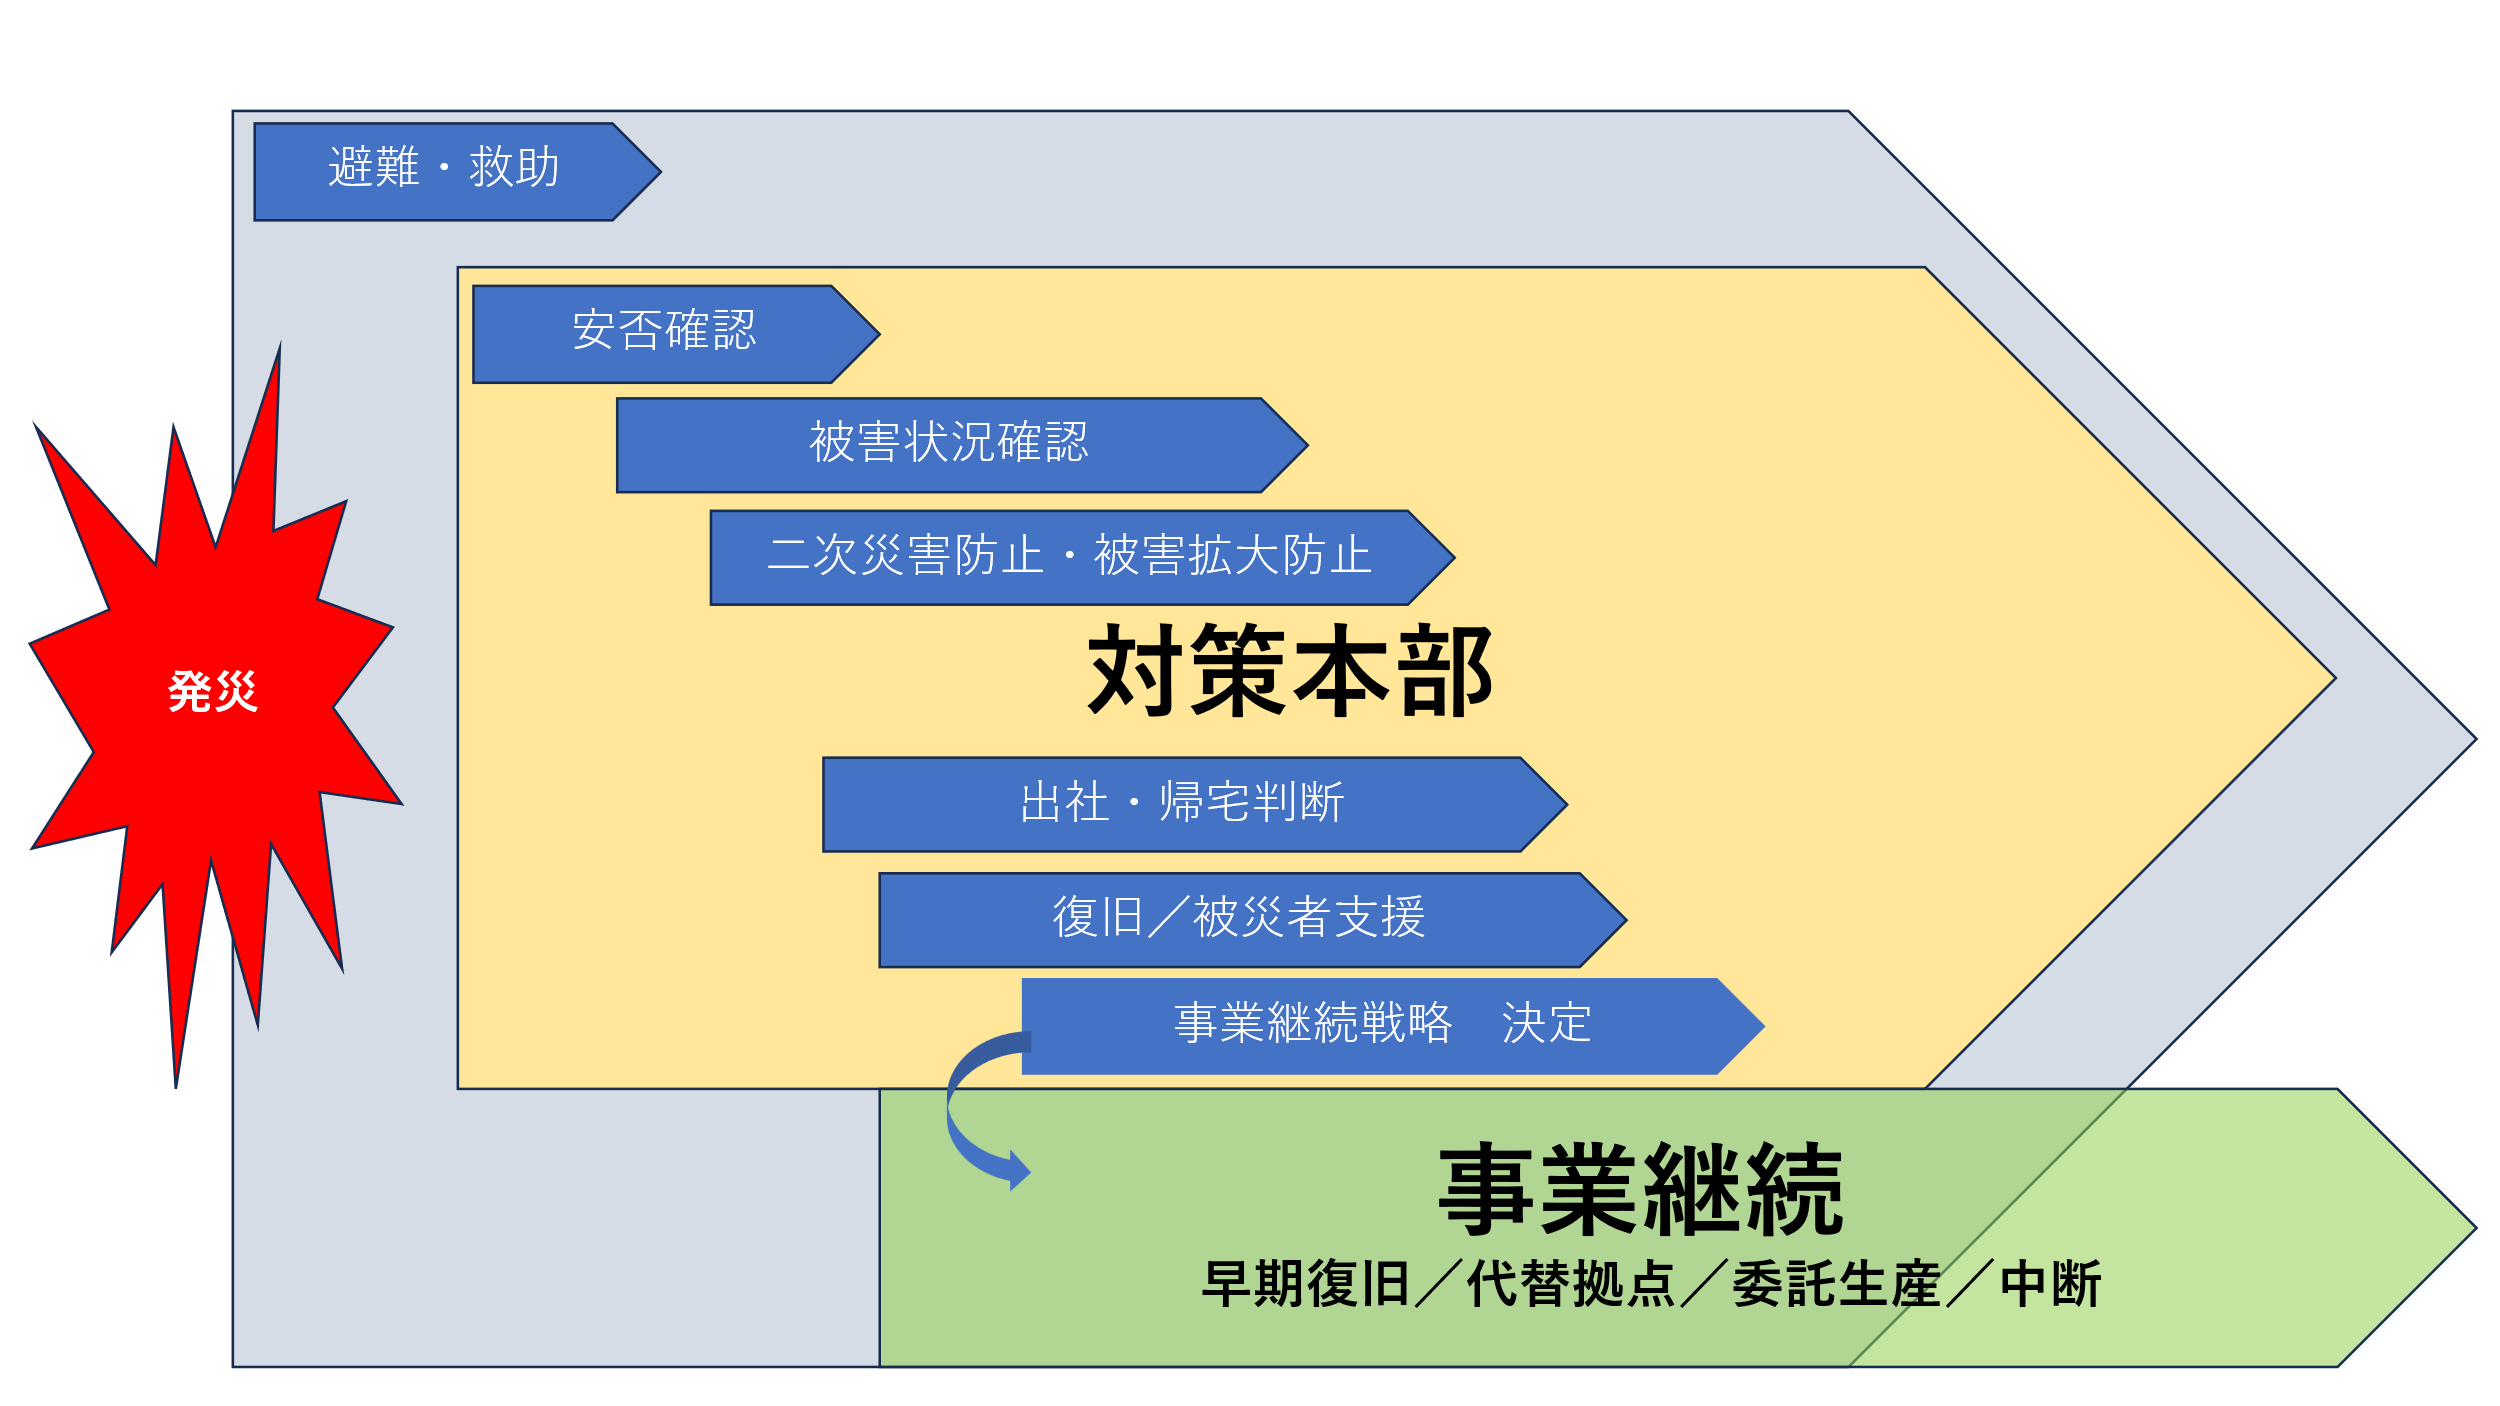 避難・救助
安否確認
被害状況確認
二次災害防止・被害拡大防止
対策本部
発災
出社・帰宅判断
復旧／被災者支援
事業継続戦略　決定
事業継続
早期復旧／代替拠点／委託生産／中断